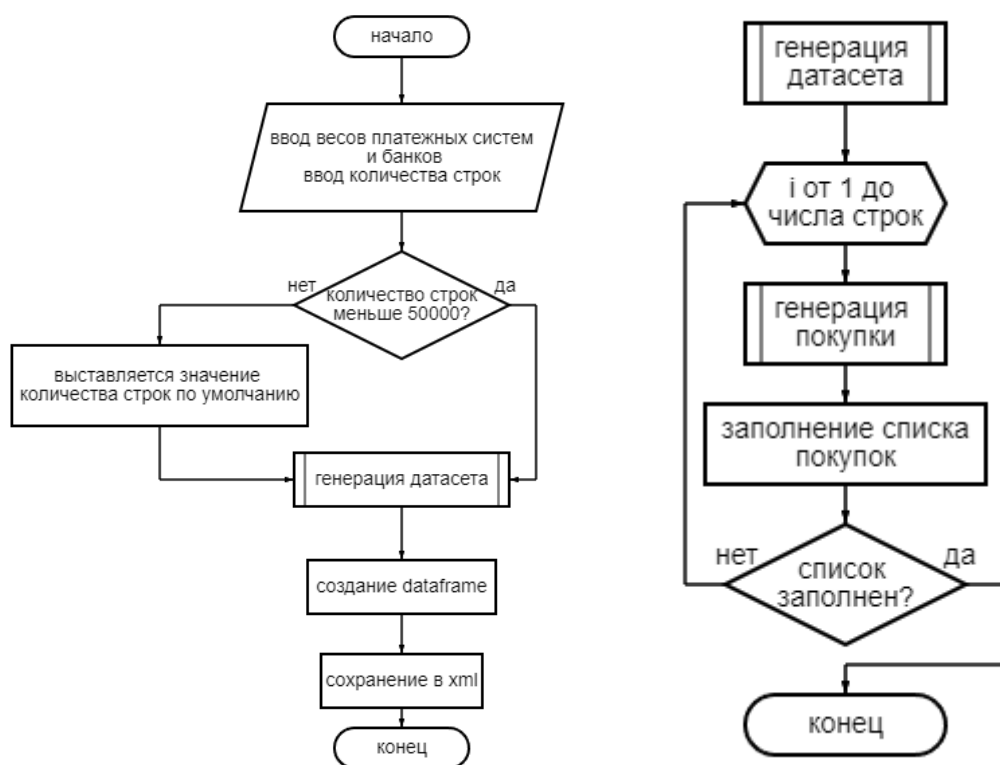 начало
ввод весов платежных систем
и банков
ввод количества строк
нет
количество строк
меньше 50000?
да
выставляется значение
количества строк по умолчанию
генерация датасета
создание dataframe
сохранение в xml
конец
генерация
датасета
i от 1 до
числа строк
генерация
покупки
заполнение списка
покупок
нет
список
заполнен?
да
конец